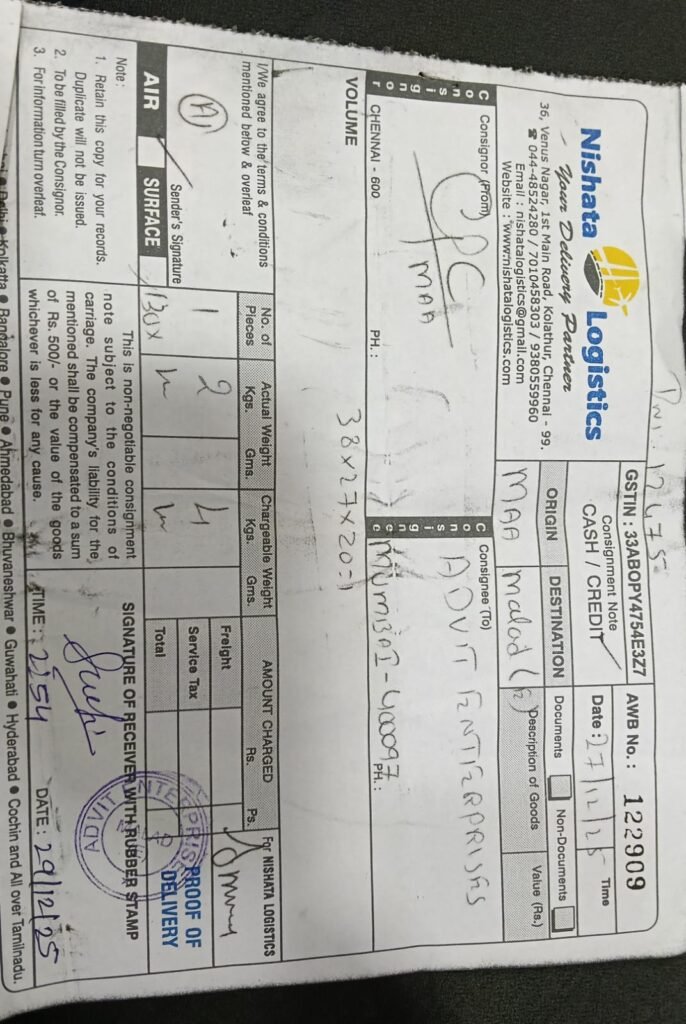 Nishata Logistics
Your Delivery Partner
36, Venus Nagar, 1st Main Road, Kolathur, Chennai - 99.
☎ 044-48524280 / 7010458303 / 9380559960
Email : nishatalogistics@gmail.com
Website : www.nishatalogistics.com
12475
GSTIN : 33ABOPY4754E3Z7
Consignment Note
CASH / CREDIT
AWB No.: 122909
Date : 27/12/25
Time
ORIGIN
DESTINATION
MAA
Malad (E)
Documents
Non-Documents
Description of Goods
Value (Rs.)
Consignor
Consignor (From)
CPC
MAA
CHENNAI - 600
PH. :
Consignee
Consignee (To)
ADVIT ENTERPRISES
MUMBAI - 400097
PH. :
VOLUME
38x27x20=1
I/We agree to the terms & conditions
mentioned below & overleaf
Sender's Signature
AIR
SURFACE
Note :
1. Retain this copy for your records.
Duplicate will not be issued.
2. To be filled by the Consignor.
3. For Information turn overleaf.
No. of Pieces
Actual Weight
Kgs. Gms.
Chargeable Weight
Kgs. Gms.
1
2
4
AMOUNT CHARGED
Rs. Ps.
Freight
Service Tax
Total
For NISHATA LOGISTICS
PROOF OF
DELIVERY
This is non-negotiable consignment
note subject to the conditions of
carriage. The company's liability for the
mentioned shall be compensated to a sum
of Rs. 500/- or the value of the goods
whichever is less for any cause.
SIGNATURE OF RECEIVER WITH RUBBER STAMP
ADVIT ENTERPRISES
TIME : 2:54
DATE : 29/12/25
Delhi ● Kolkatta ● Bangalore ● Pune ● Ahmedabad ● Bhuvaneshwar ● Guwahati ● Hyderabad ● Cochin and All over Tamilnadu.